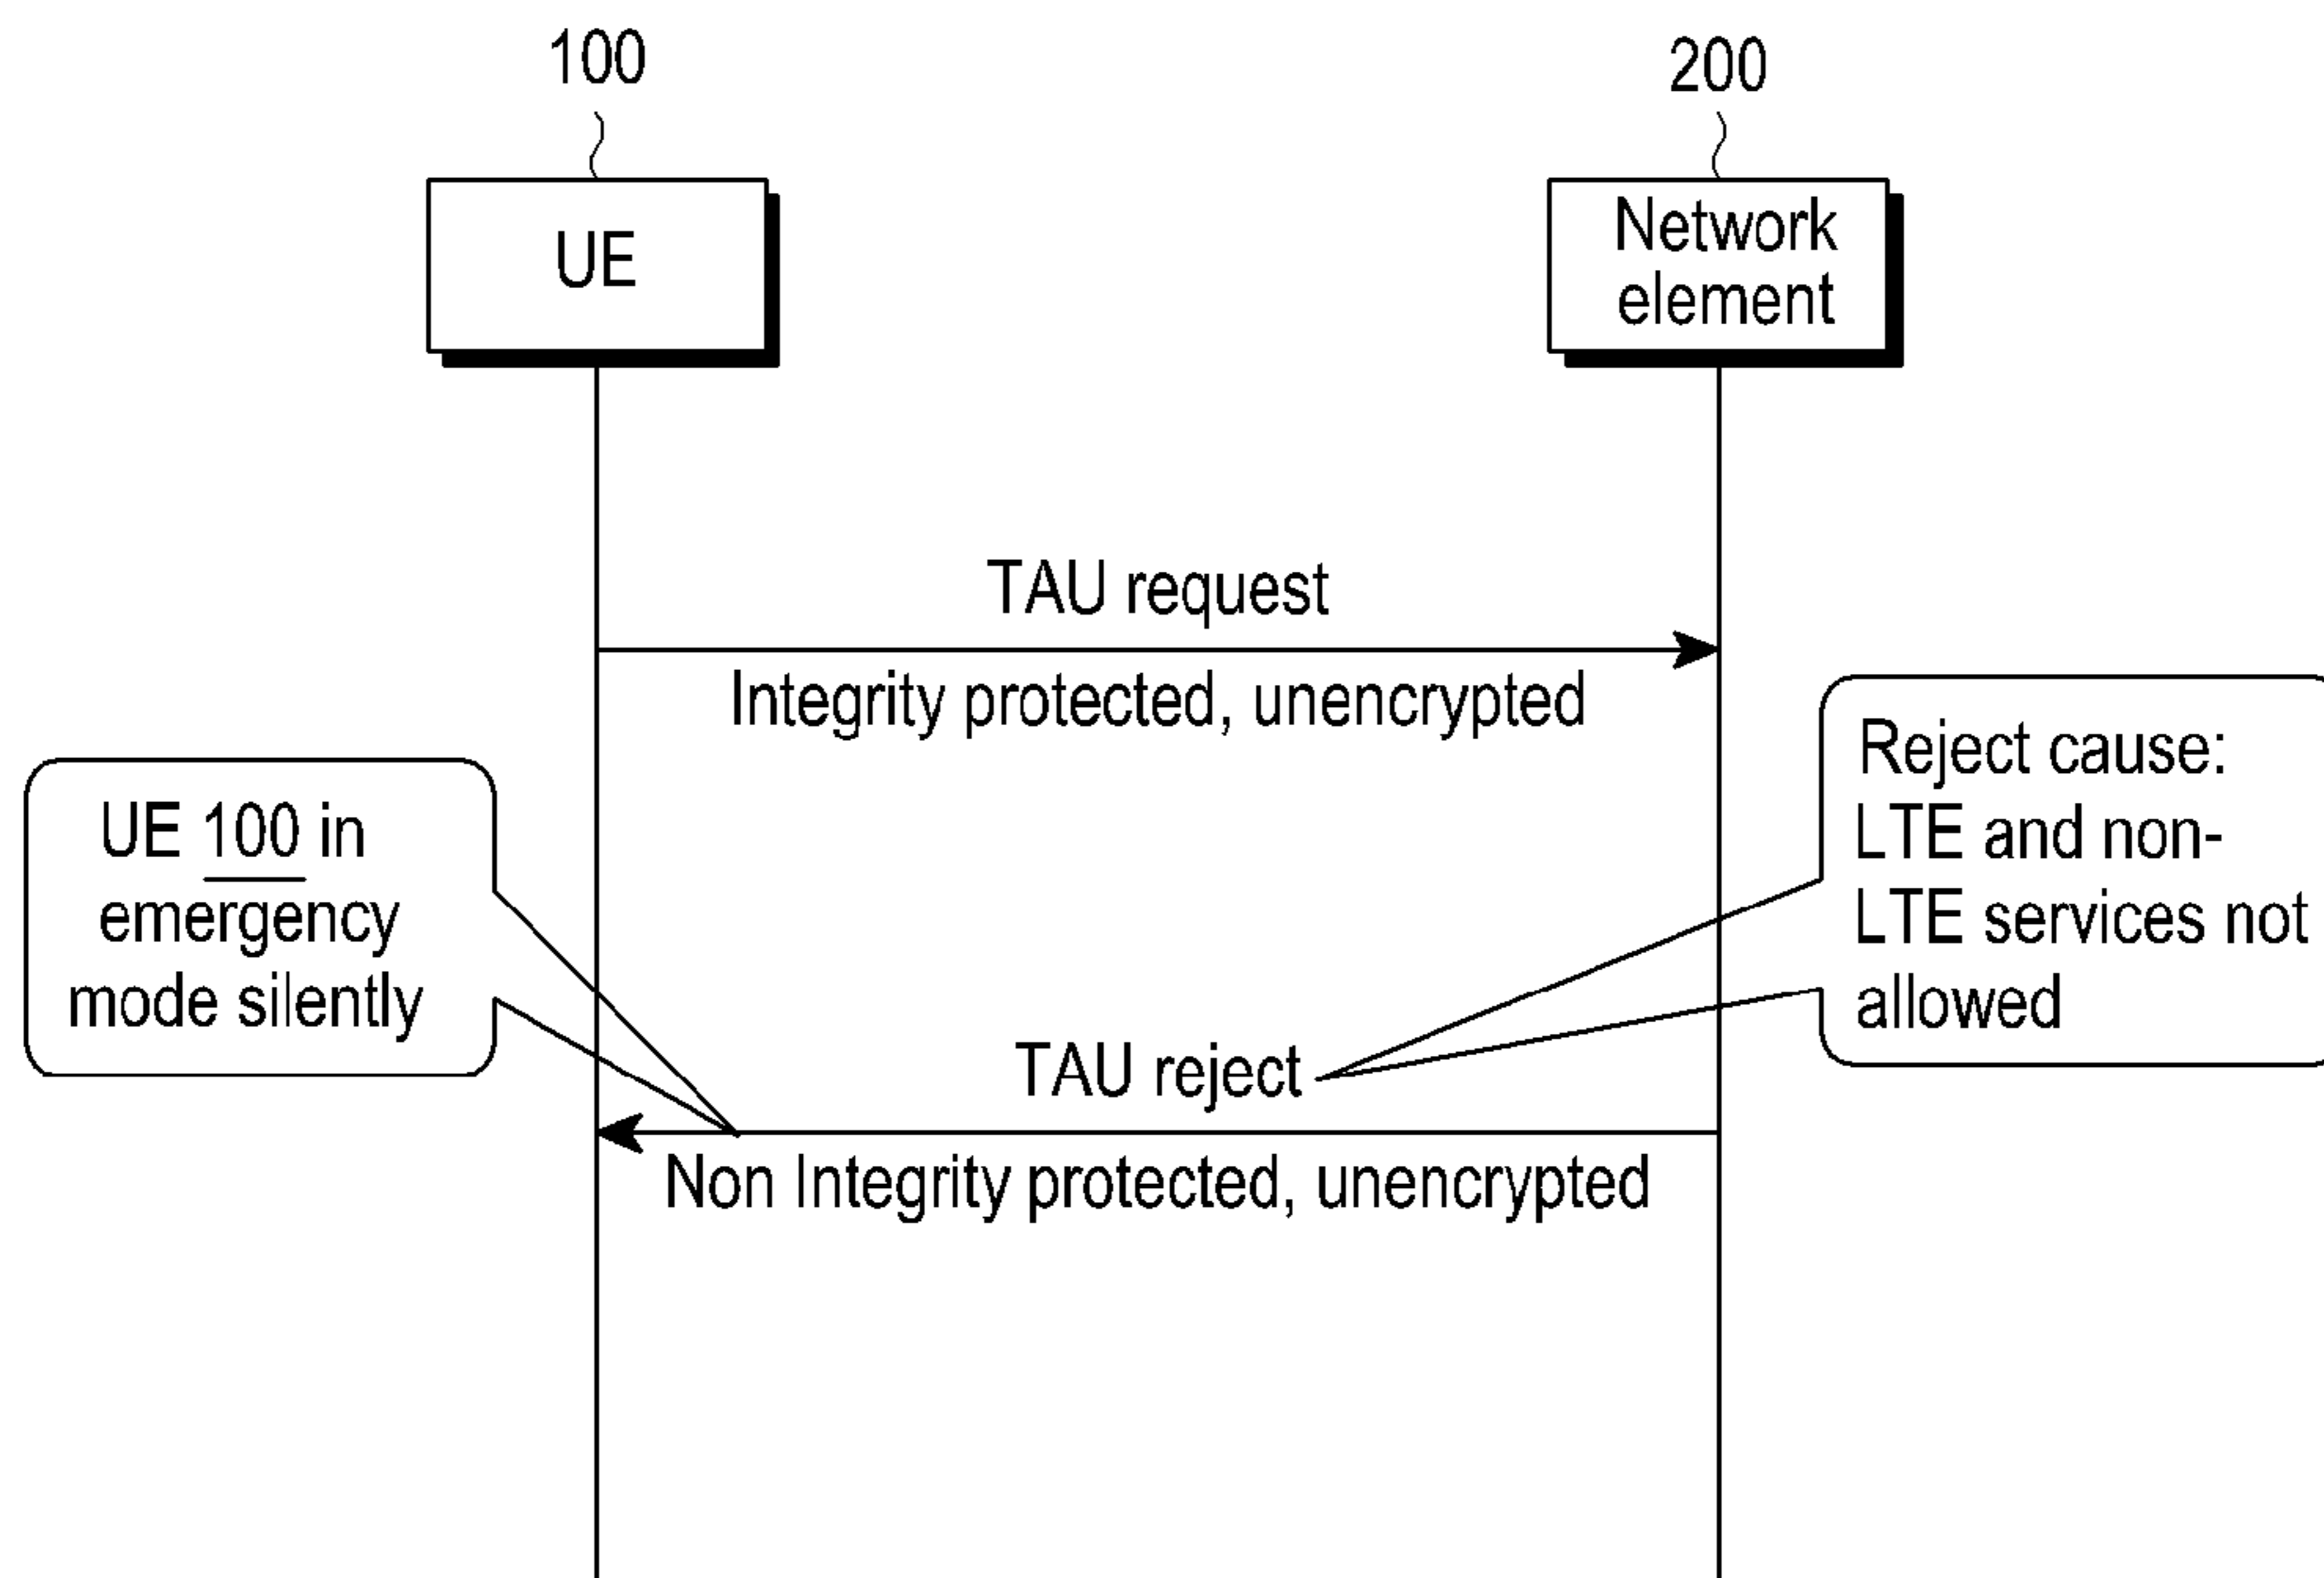 100
200
UE
Network
element
TAU request
Integrity protected, unencrypted
UE 100 in
emergency
mode silently
Reject cause:
LTE and non-
LTE services not
allowed
TAU reject
Non Integrity protected, unencrypted